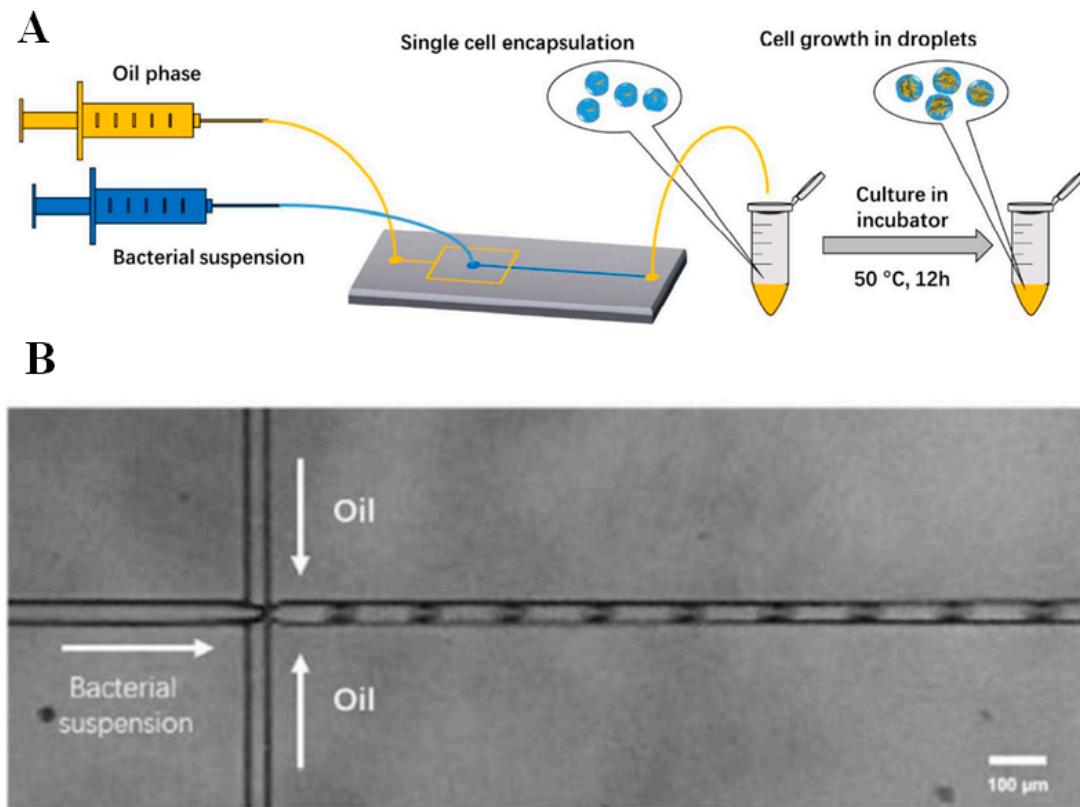 A
Oil phase
Bacterial suspension
Single cell encapsulation
Cell growth in droplets
Culture in
incubator
50 °C, 12h
B
Oil
Oil
Bacterial
suspension
100 μm